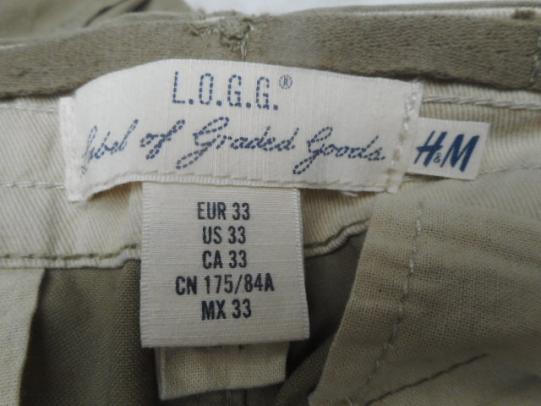 L.O.G.G.®
Label of Graded Goods
H&M
EUR 33
US 33
CA 33
CN 175/84A
MX 33